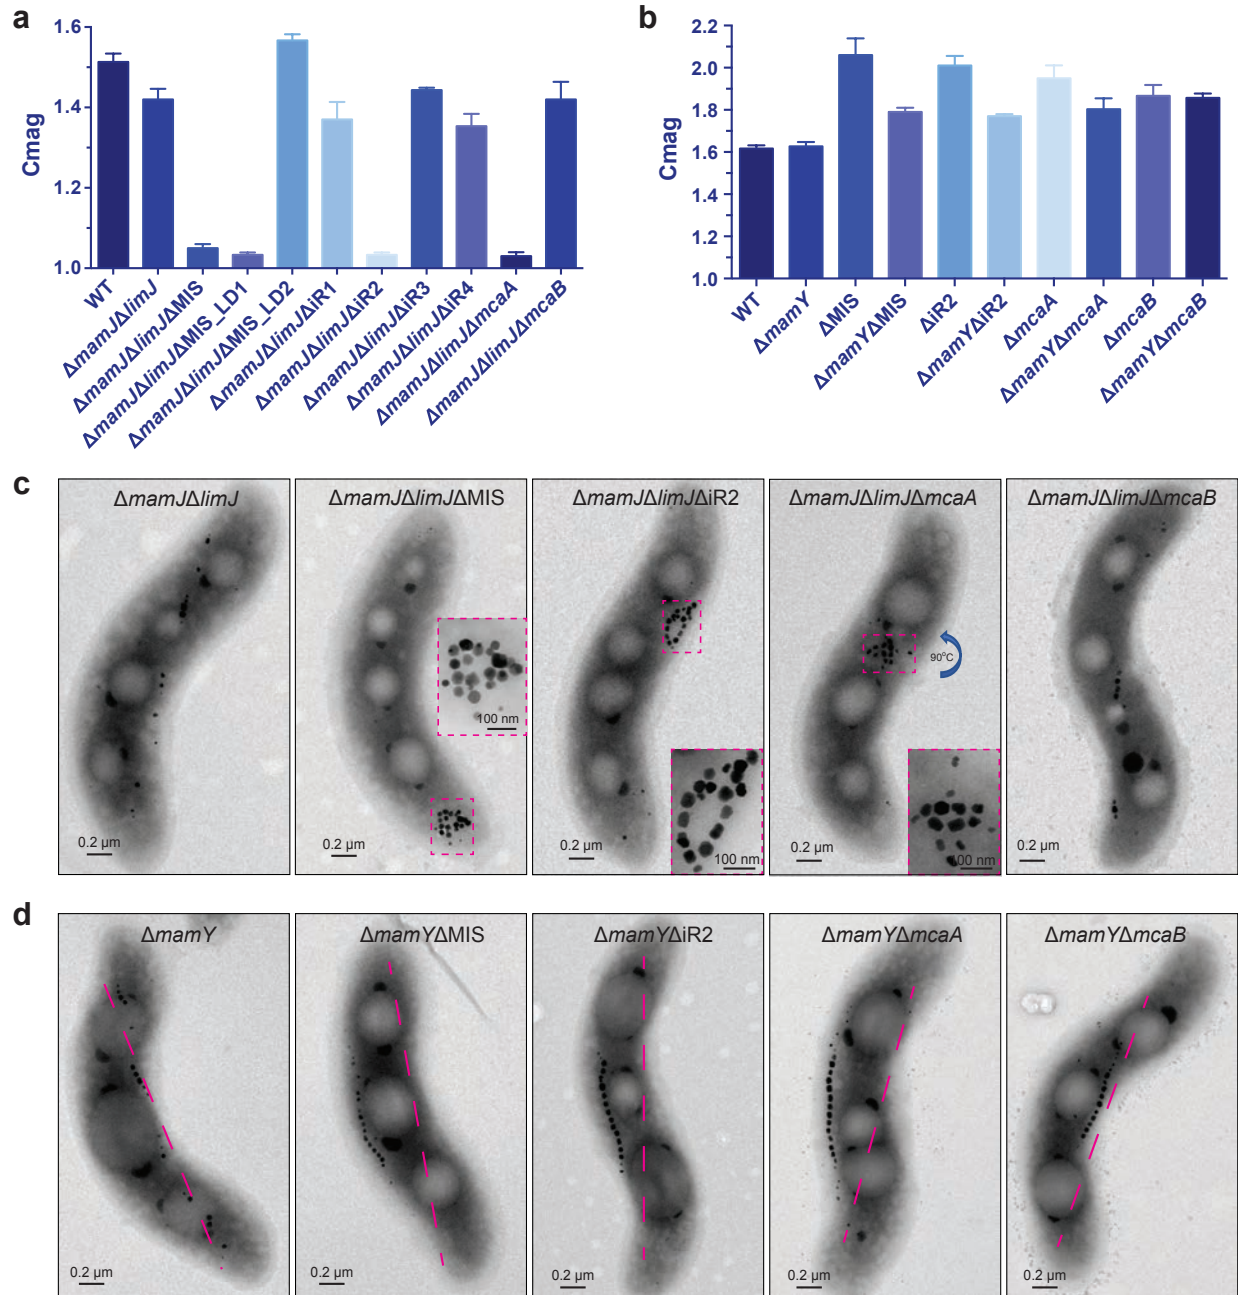 a
1.6
1.4
1.2
1.0
Cmag
WT
ΔmamJΔlimJ
ΔmamJΔlimJΔMIS
ΔmamJΔlimJΔMIS_LD1
ΔmamJΔlimJΔMIS_LD2
ΔmamJΔlimJΔiR1
ΔmamJΔlimJΔiR2
ΔmamJΔlimJΔiR3
ΔmamJΔlimJΔiR4
ΔmamJΔlimJΔmcaA
ΔmamJΔlimJΔmcaB
b
2.2
2.0
1.8
1.6
1.4
1.2
1.0
Cmag
WT
ΔmamY
ΔMIS
ΔmamYΔMIS
ΔiR2
ΔmamYΔiR2
ΔmcaA
ΔmamYΔmcaA
ΔmcaB
ΔmamYΔmcaB
c
ΔmamJΔlimJ
0.2 µm
ΔmamJΔlimJΔMIS
100 nm
0.2 µm
ΔmamJΔlimJΔiR2
0.2 µm
100 nm
ΔmamJΔlimJΔmcaA
90°C
0.2 µm
100 nm
ΔmamJΔlimJΔmcaB
0.2 µm
d
ΔmamY
0.2 µm
ΔmamYΔMIS
0.2 µm
ΔmamYΔiR2
0.2 µm
ΔmamYΔmcaA
0.2 µm
ΔmamYΔmcaB
0.2 µm